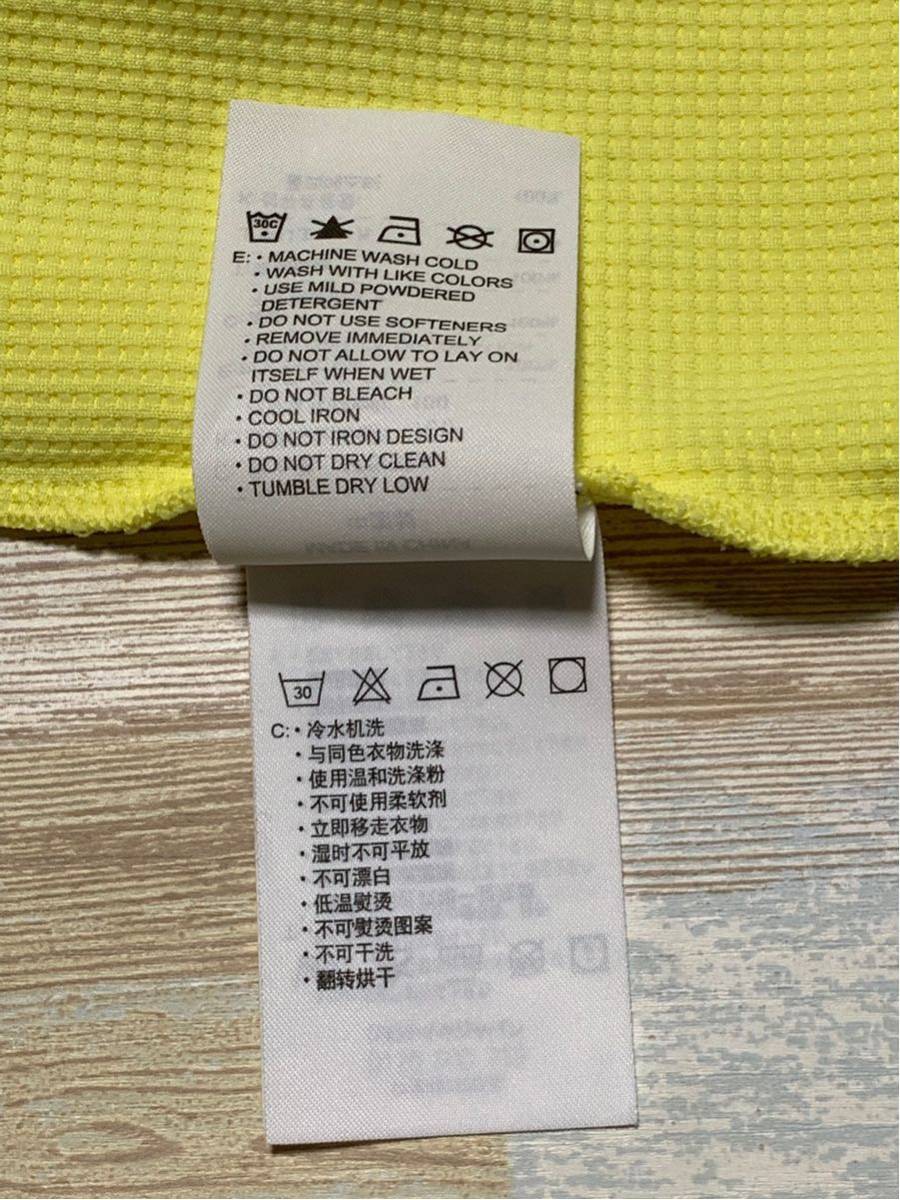 30C
E: • MACHINE WASH COLD
• WASH WITH LIKE COLORS
• USE MILD POWDERED
DETERGENT
• DO NOT USE SOFTENERS
• REMOVE IMMEDIATELY
• DO NOT ALLOW TO LAY ON
ITSELF WHEN WET
• DO NOT BLEACH
• COOL IRON
• DO NOT IRON DESIGN
• DO NOT DRY CLEAN
• TUMBLE DRY LOW
30
C: • 冷水机洗
• 与同色衣物洗涤
• 使用温和洗涤粉
• 不可使用柔软剂
• 立即移走衣物
• 湿时不可平放
• 不可漂白
• 低温熨烫
• 不可熨烫图案
• 不可干洗
• 翻转烘干